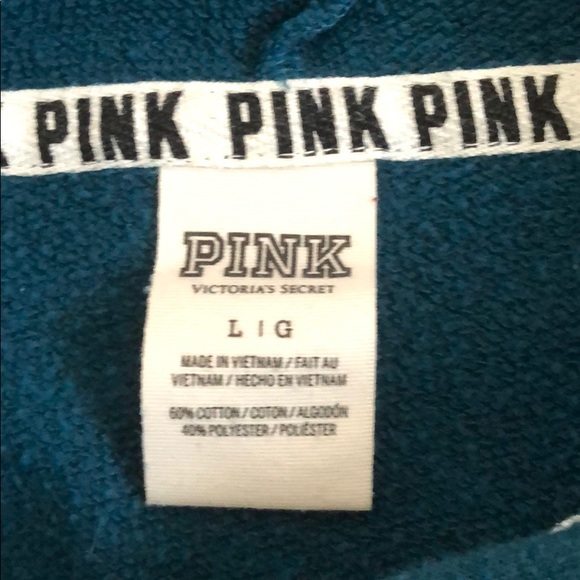 PINK PINK PINK
PINK
VICTORIA'S SECRET
L | G
MADE IN VIETNAM / FAIT AU
VIETNAM / HECHO EN VIETNAM
60% COTTON / COTON / ALGODÓN
40% POLYESTER / POLIÉSTER